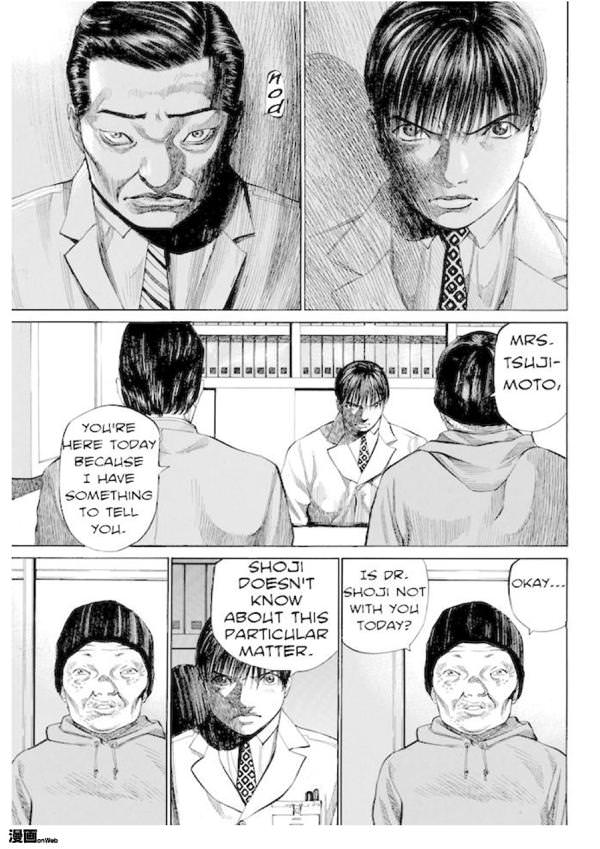 nod
MRS.
TSUJI-
MOTO,
YOU'RE
HERE TODAY
BECAUSE
I HAVE
SOMETHING
TO TELL
YOU.
OKAY...
IS DR.
SHOJI NOT
WITH YOU
TODAY?
SHOJI
DOESN'T
KNOW
ABOUT THIS
PARTICULAR
MATTER.
漫画onWeb